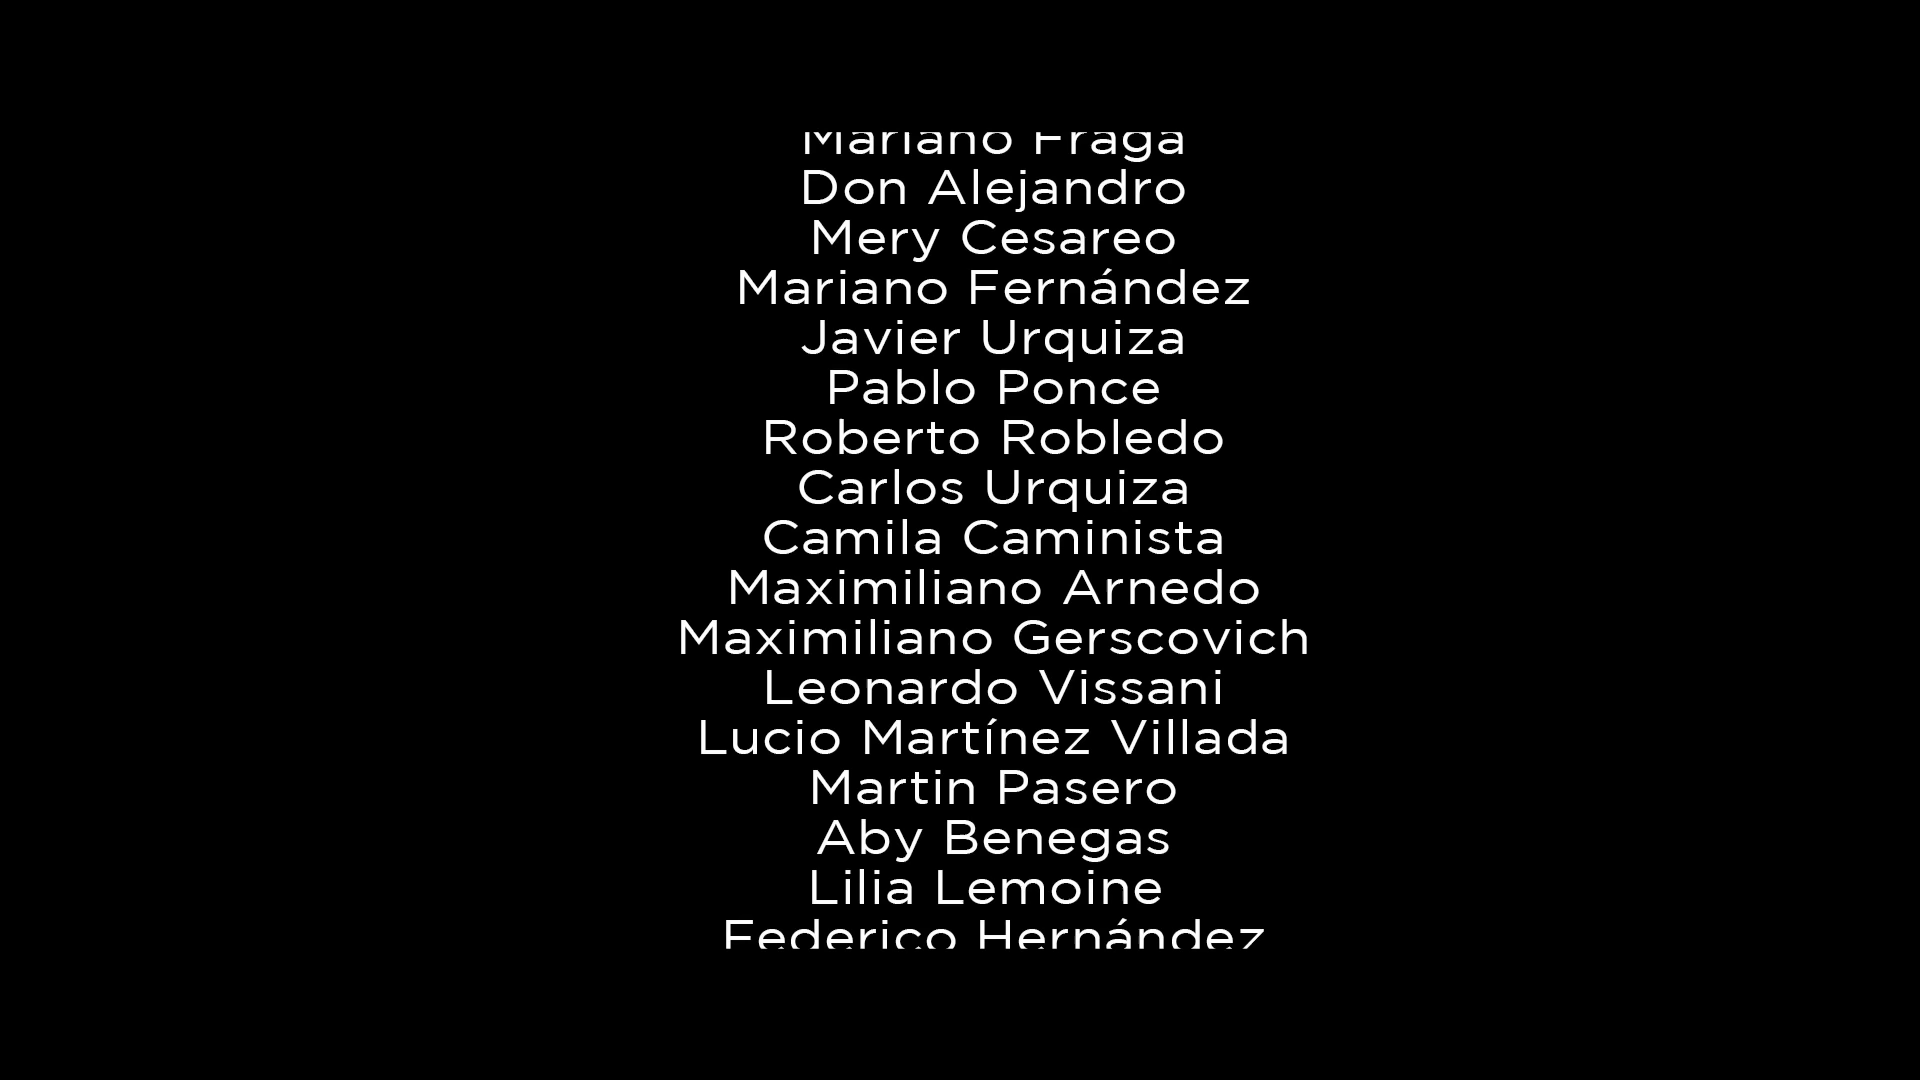 Mariano Fraga
Don Alejandro
Mery Cesareo
Mariano Fernández
Javier Urquiza
Pablo Ponce
Roberto Robledo
Carlos Urquiza
Camila Caminista
Maximiliano Arnedo
Maximiliano Gerscovich
Leonardo Vissani
Lucio Martínez Villada
Martin Pasero
Aby Benegas
Lilia Lemoine
Federico Hernández